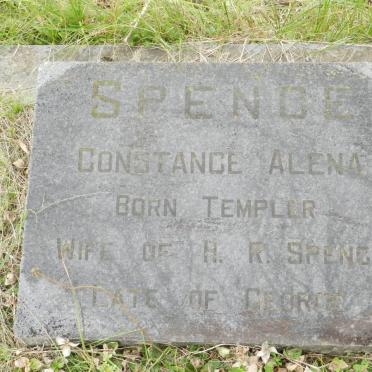 SPENCE
CONSTANCE ALENA
BORN TEMPLER
WIFE OF H. R. SPENC
LATE OF GEORGE